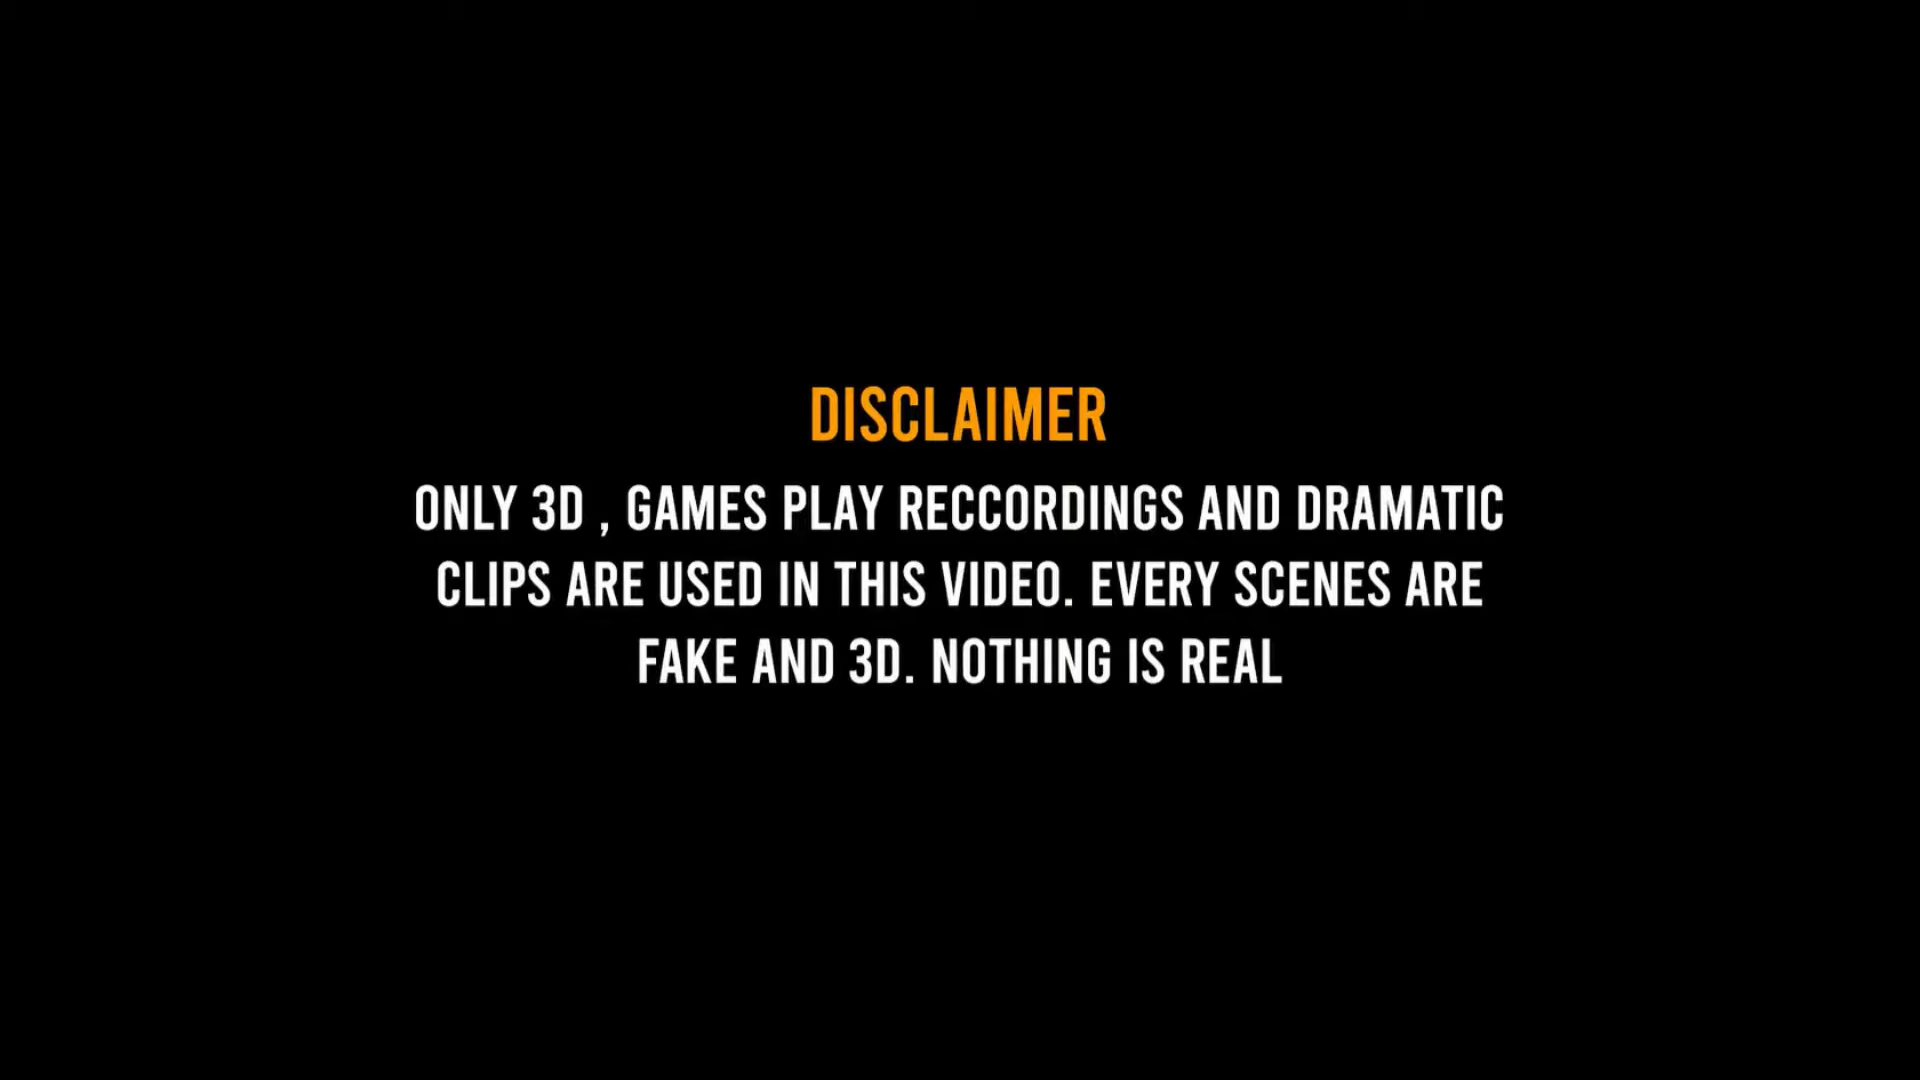 DISCLAIMER
ONLY 3D , GAMES PLAY RECCORDINGS AND DRAMATIC
CLIPS ARE USED IN THIS VIDEO. EVERY SCENES ARE
FAKE AND 3D. NOTHING IS REAL